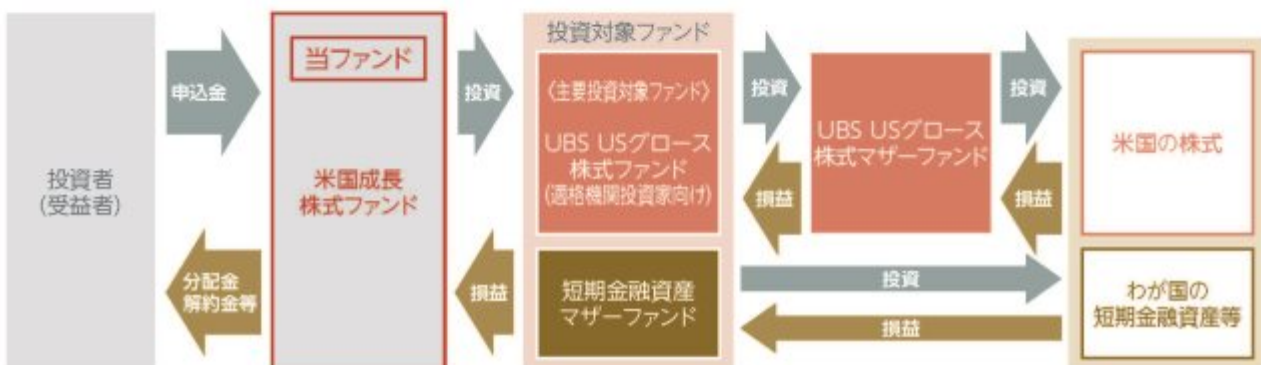 投資者
(受益者)
申込金
分配金
解約金等
当ファンド
米国成長
株式ファンド
投資
損益
投資対象ファンド
〈主要投資対象ファンド〉
UBS USグロース
株式ファンド
(適格機関投資家向け)
短期金融資産
マザーファンド
投資
損益
UBS USグロース
株式マザーファンド
投資
損益
投資
損益
米国の株式
わが国の
短期金融資産等